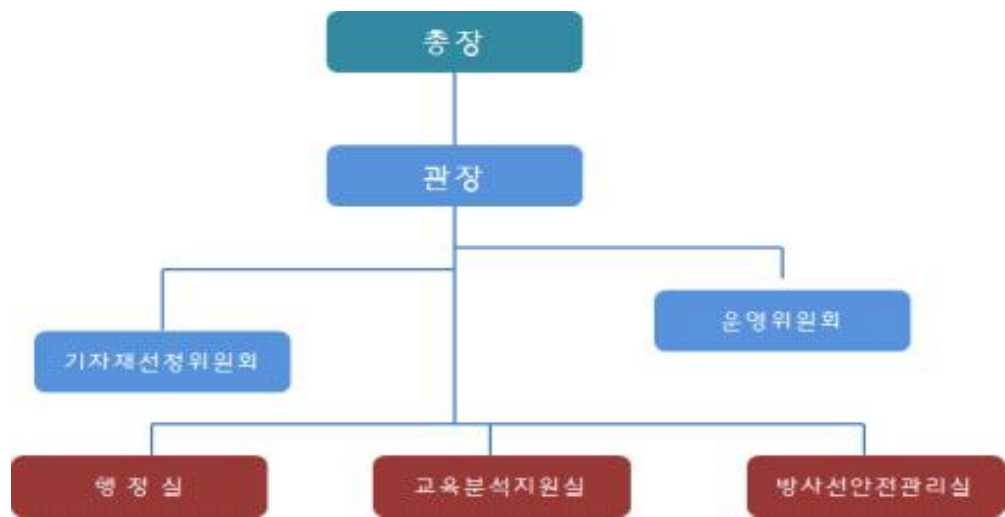 총장
관장
운영위원회
기자재선정위원회
행 정 실
교육분석지원실
방사선안전관리실